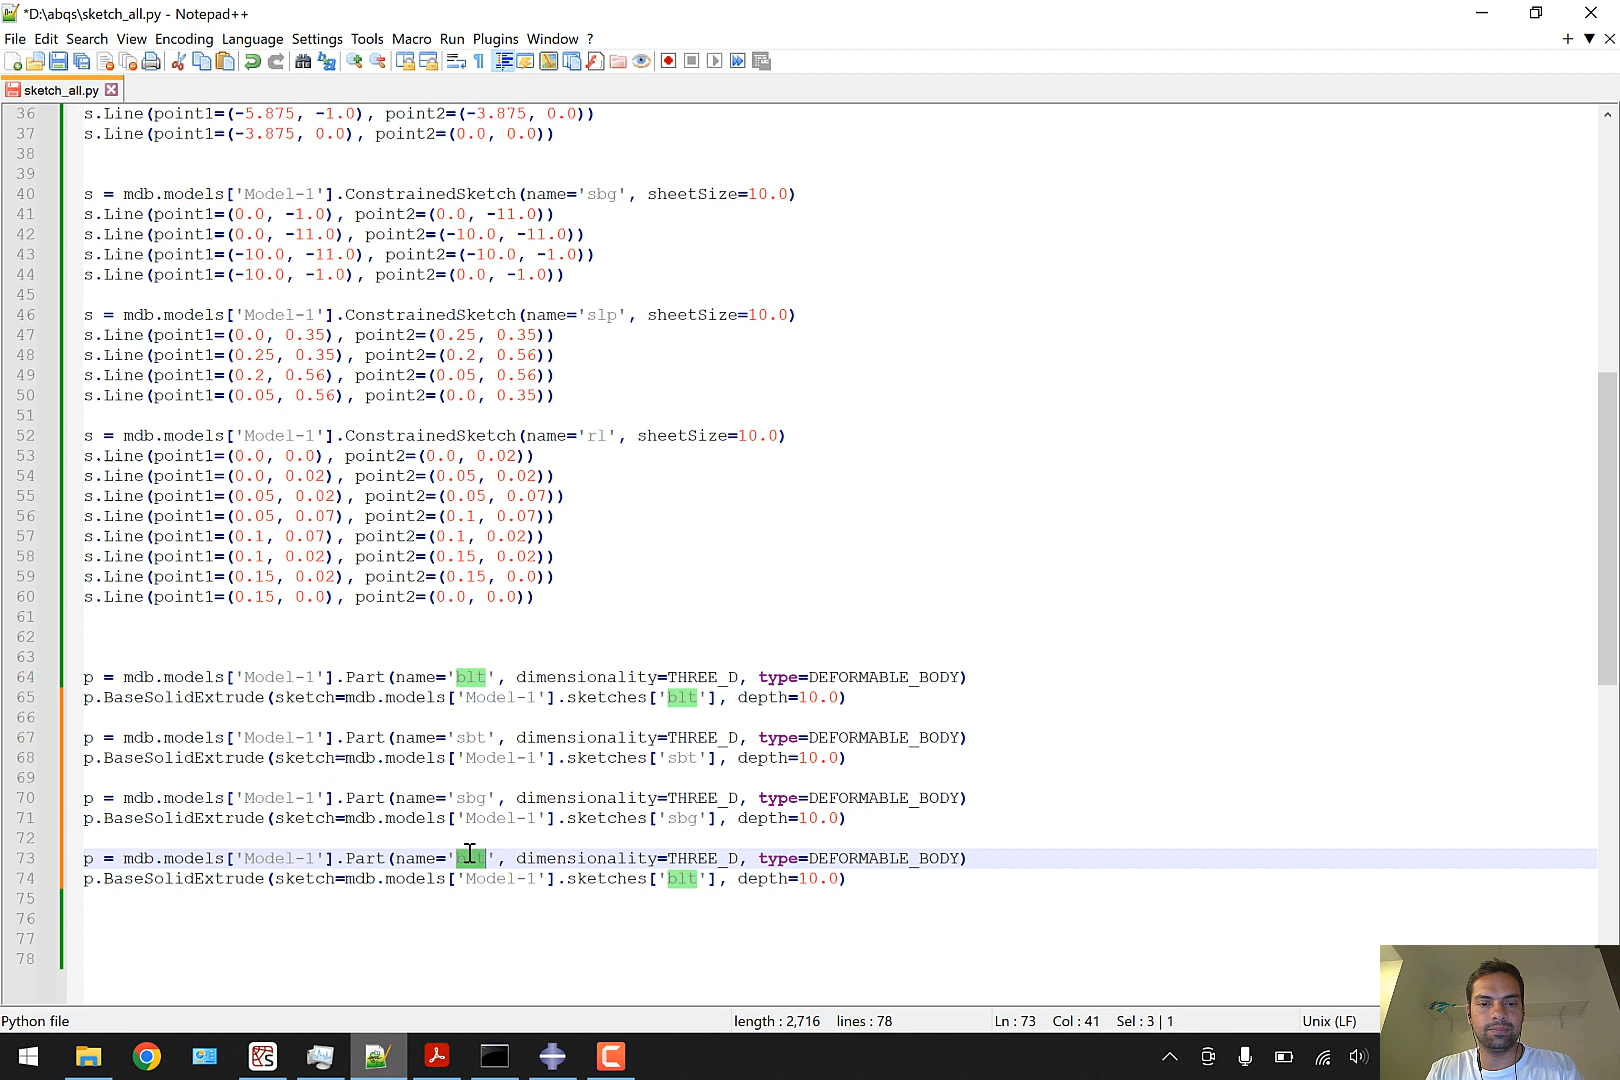 *D:\abqs\sketch_all.py - Notepad++
File Edit Search View Encoding Language Settings Tools Macro Run Plugins Window ?
sketch_all.py
36 s.Line(point1=(-5.875, -1.0), point2=(-3.875, 0.0))
37 s.Line(point1=(-3.875, 0.0), point2=(0.0, 0.0))
38
39
40 s = mdb.models['Model-1'].ConstrainedSketch(name='sbg', sheetSize=10.0)
41 s.Line(point1=(0.0, -1.0), point2=(0.0, -11.0))
42 s.Line(point1=(0.0, -11.0), point2=(-10.0, -11.0))
43 s.Line(point1=(-10.0, -11.0), point2=(-10.0, -1.0))
44 s.Line(point1=(-10.0, -1.0), point2=(0.0, -1.0))
45
46 s = mdb.models['Model-1'].ConstrainedSketch(name='slp', sheetSize=10.0)
47 s.Line(point1=(0.0, 0.35), point2=(0.25, 0.35))
48 s.Line(point1=(0.25, 0.35), point2=(0.2, 0.56))
49 s.Line(point1=(0.2, 0.56), point2=(0.05, 0.56))
50 s.Line(point1=(0.05, 0.56), point2=(0.0, 0.35))
51
52 s = mdb.models['Model-1'].ConstrainedSketch(name='rl', sheetSize=10.0)
53 s.Line(point1=(0.0, 0.0), point2=(0.0, 0.02))
54 s.Line(point1=(0.0, 0.02), point2=(0.05, 0.02))
55 s.Line(point1=(0.05, 0.02), point2=(0.05, 0.07))
56 s.Line(point1=(0.05, 0.07), point2=(0.1, 0.07))
57 s.Line(point1=(0.1, 0.07), point2=(0.1, 0.02))
58 s.Line(point1=(0.1, 0.02), point2=(0.15, 0.02))
59 s.Line(point1=(0.15, 0.02), point2=(0.15, 0.0))
60 s.Line(point1=(0.15, 0.0), point2=(0.0, 0.0))
61
62
63
64 p = mdb.models['Model-1'].Part(name='blt', dimensionality=THREE_D, type=DEFORMABLE_BODY)
65 p.BaseSolidExtrude(sketch=mdb.models['Model-1'].sketches['blt'], depth=10.0)
66
67 p = mdb.models['Model-1'].Part(name='sbt', dimensionality=THREE_D, type=DEFORMABLE_BODY)
68 p.BaseSolidExtrude(sketch=mdb.models['Model-1'].sketches['sbt'], depth=10.0)
69
70 p = mdb.models['Model-1'].Part(name='sbg', dimensionality=THREE_D, type=DEFORMABLE_BODY)
71 p.BaseSolidExtrude(sketch=mdb.models['Model-1'].sketches['sbg'], depth=10.0)
72
73 p = mdb.models['Model-1'].Part(name='blt', dimensionality=THREE_D, type=DEFORMABLE_BODY)
74 p.BaseSolidExtrude(sketch=mdb.models['Model-1'].sketches['blt'], depth=10.0)
75
76
77
78
Python file length : 2,716 lines : 78 Ln : 73 Col : 41 Sel : 3 | 1 Unix (LF)